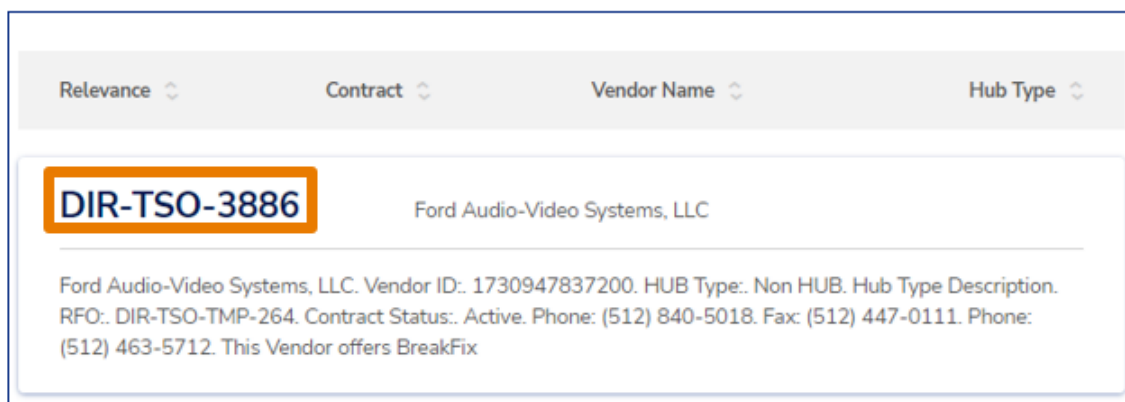 Relevance Contract Vendor Name Hub Type
DIR-TSO-3886 Ford Audio-Video Systems, LLC
Ford Audio-Video Systems, LLC. Vendor ID:. 1730947837200. HUB Type:. Non HUB. Hub Type Description.
RFO:. DIR-TSO-TMP-264. Contract Status:. Active. Phone: (512) 840-5018. Fax: (512) 447-0111. Phone:
(512) 463-5712. This Vendor offers BreakFix